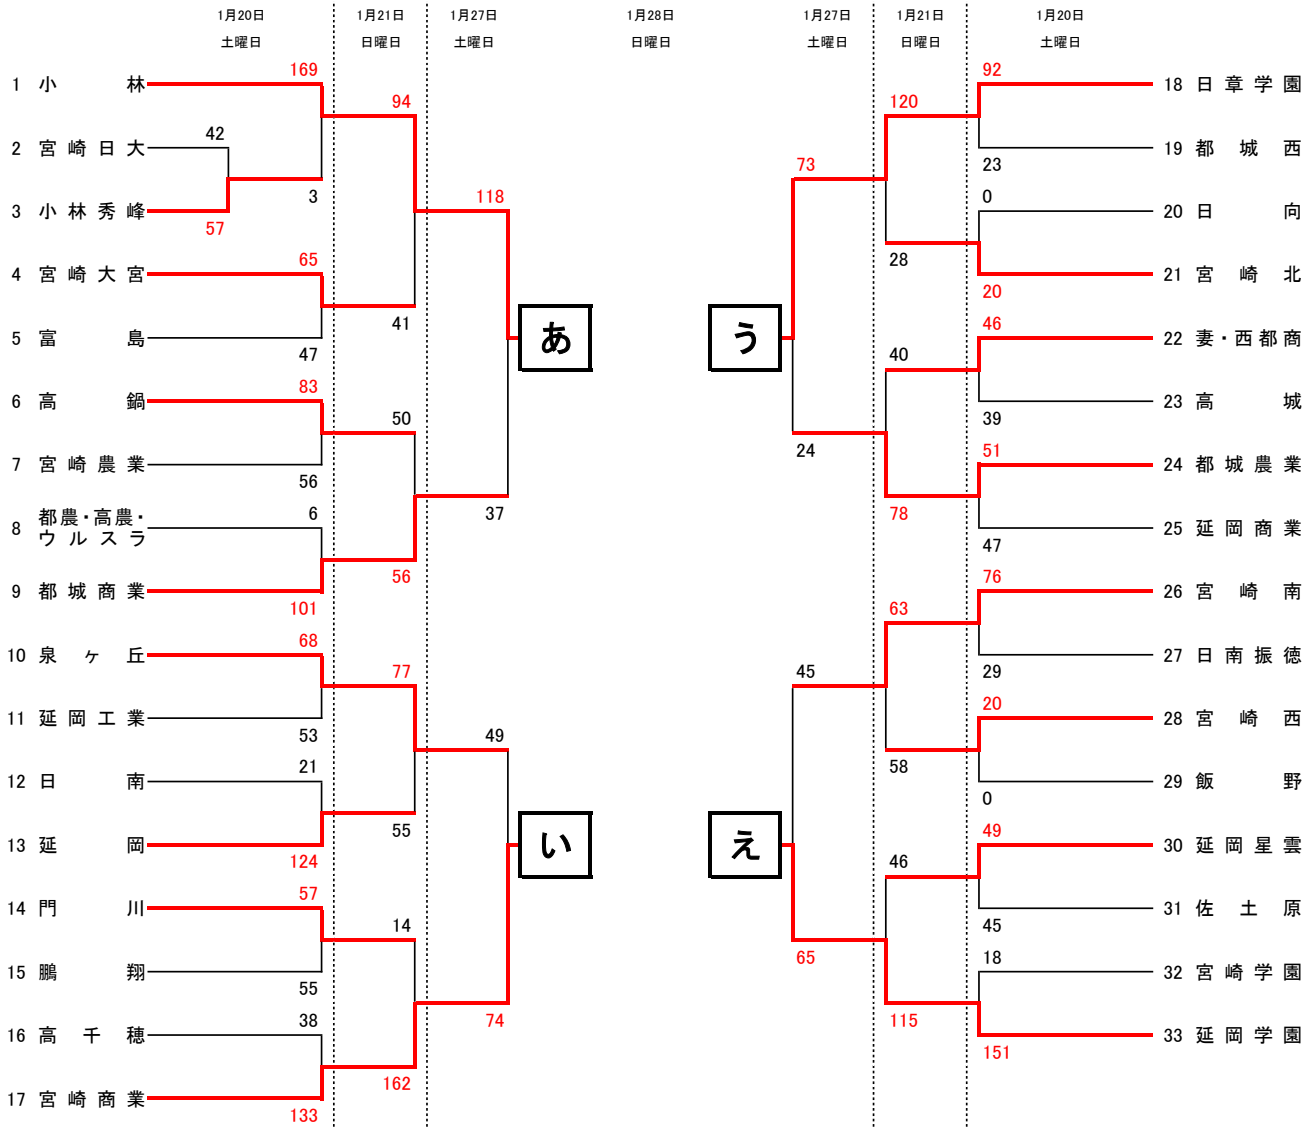 1月20日 1月21日 1月27日 1月28日 1月27日 1月21日 1月20日
土曜日 日曜日 土曜日 日曜日 土曜日 日曜日 土曜日
169
1 小林
94
42
2 宮崎日大
3
3 小林秀峰
57
118
65
4 宮崎大宮
41
5 富島
47
あ
83
6 高鍋
50
7 宮崎農業
56
37
6
8 都農・高農・
ウルスラ
56
9 都城商業
101
68
10 泉ヶ丘
77
11 延岡工業
53
49
21
12 日南
55
13 延岡
124
い
57
14 門川
14
15 鵬翔
55
74
38
16 高千穂
162
17 宮崎商業
133
92
18 日章学園
120
19 都城西
23
73
0
20 日向
28
21 宮崎北
20
う
46
22 妻・西都商
40
23 高城
39
24
51
24 都城農業
78
25 延岡商業
47
76
26 宮崎南
63
27 日南振徳
29
45
20
28 宮崎西
58
29 飯野
0
え
49
30 延岡星雲
46
31 佐土原
45
65
18
32 宮崎学園
115
33 延岡学園
151